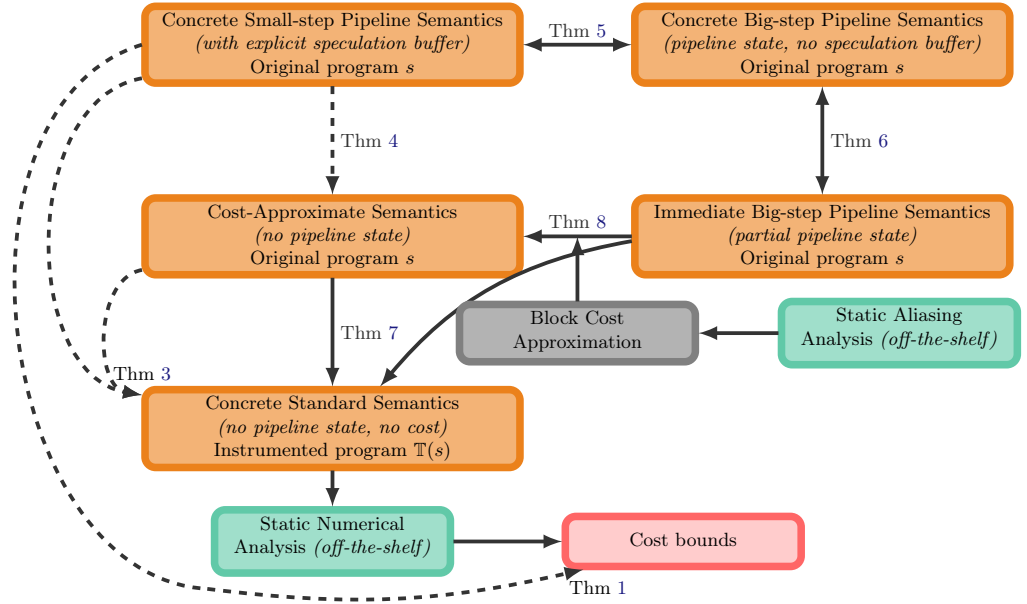 Concrete Small-step Pipeline Semantics
(with explicit speculation buffer)
Original program s
Thm 5
Concrete Big-step Pipeline Semantics
(pipeline state, no speculation buffer)
Original program s
Thm 4
Thm 6
Cost-Approximate Semantics
(no pipeline state)
Original program s
Thm 8
Immediate Big-step Pipeline Semantics
(partial pipeline state)
Original program s
Thm 7
Block Cost
Approximation
Static Aliasing
Analysis (off-the-shelf)
Thm 3
Concrete Standard Semantics
(no pipeline state, no cost)
Instrumented program 𝕋(s)
Static Numerical
Analysis (off-the-shelf)
Cost bounds
Thm 1